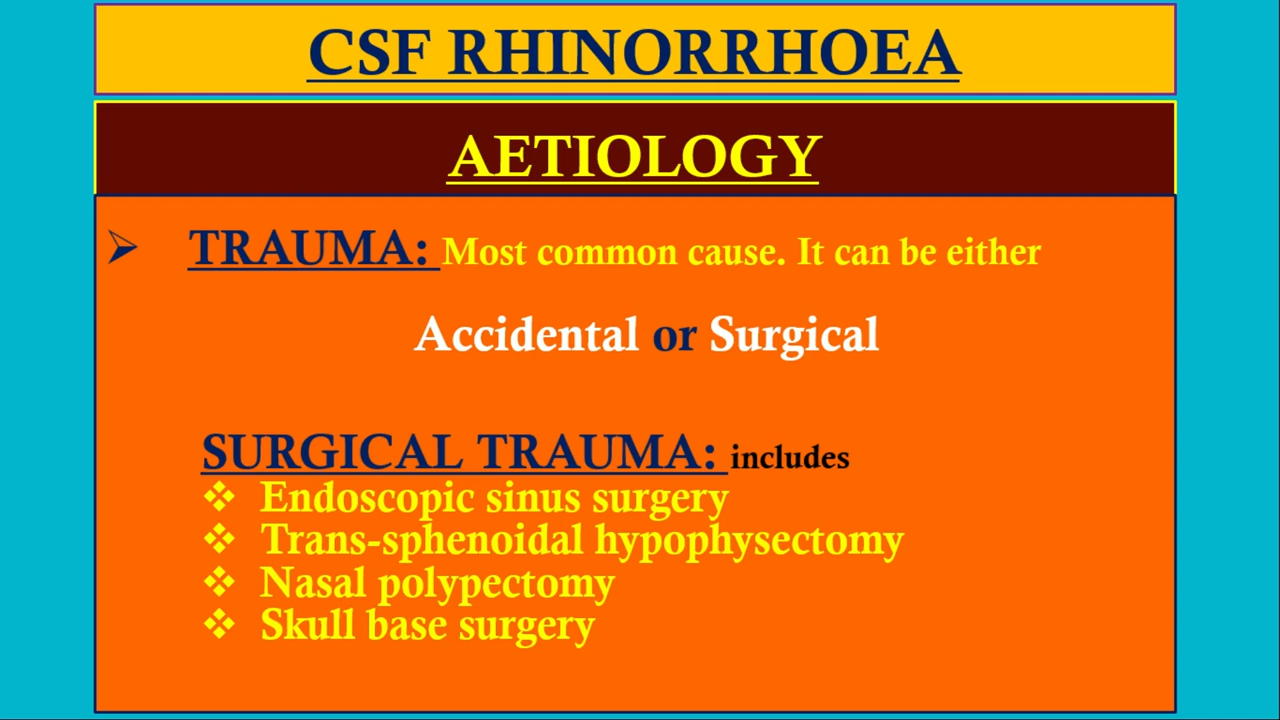 CSF RHINORRHOEA
AETIOLOGY
TRAUMA: Most common cause. It can be either
Accidental or Surgical
SURGICAL TRAUMA: includes
Endoscopic sinus surgery
Trans-sphenoidal hypophysectomy
Nasal polypectomy
Skull base surgery